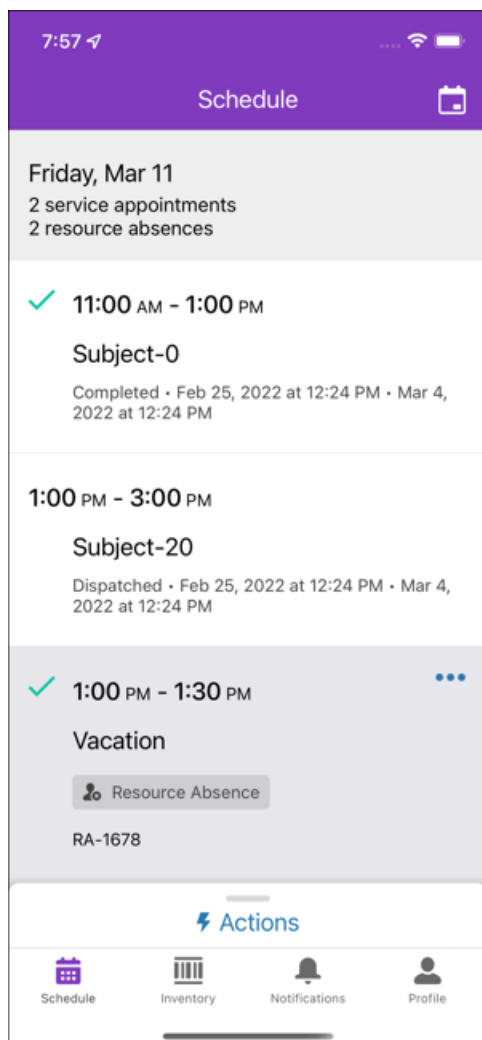 7:57
Schedule
Friday, Mar 11
2 service appointments
2 resource absences
11:00 AM - 1:00 PM
Subject-0
Completed • Feb 25, 2022 at 12:24 PM • Mar 4,
2022 at 12:24 PM
1:00 PM - 3:00 PM
Subject-20
Dispatched • Feb 25, 2022 at 12:24 PM • Mar 4,
2022 at 12:24 PM
1:00 PM - 1:30 PM
Vacation
Resource Absence
RA-1678
Actions
Schedule Inventory Notifications Profile